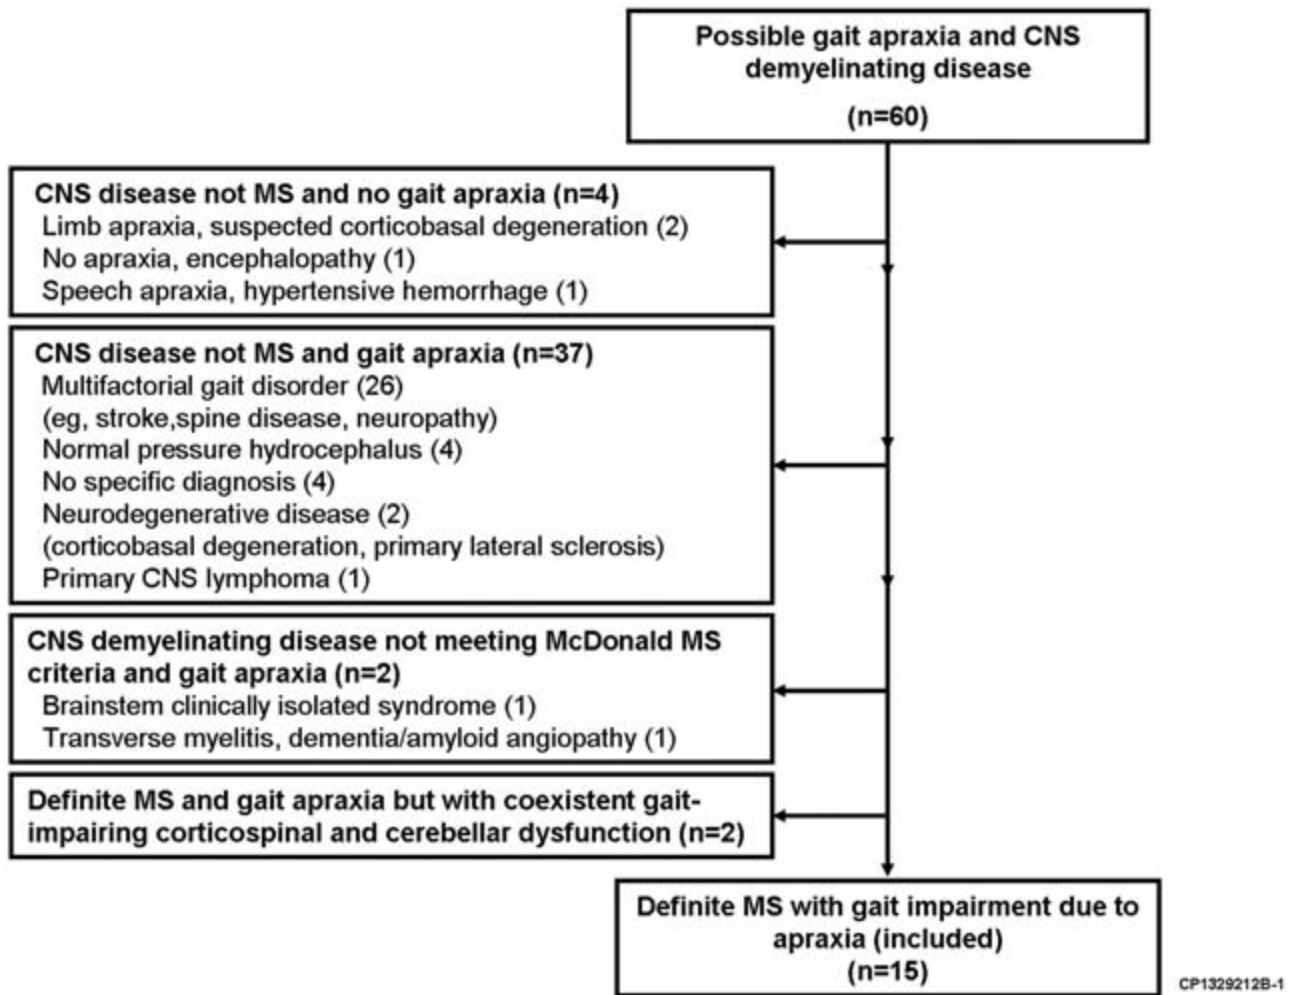 Possible gait apraxia and CNS
demyelinating disease
(n=60)
CNS disease not MS and no gait apraxia (n=4)
Limb apraxia, suspected corticobasal degeneration (2)
No apraxia, encephalopathy (1)
Speech apraxia, hypertensive hemorrhage (1)
CNS disease not MS and gait apraxia (n=37)
Multifactorial gait disorder (26)
(eg, stroke,spine disease, neuropathy)
Normal pressure hydrocephalus (4)
No specific diagnosis (4)
Neurodegenerative disease (2)
(corticobasal degeneration, primary lateral sclerosis)
Primary CNS lymphoma (1)
CNS demyelinating disease not meeting McDonald MS
criteria and gait apraxia (n=2)
Brainstem clinically isolated syndrome (1)
Transverse myelitis, dementia/amyloid angiopathy (1)
Definite MS and gait apraxia but with coexistent gait-
impairing corticospinal and cerebellar dysfunction (n=2)
Definite MS with gait impairment due to
apraxia (included)
(n=15)
CP1329212B-1